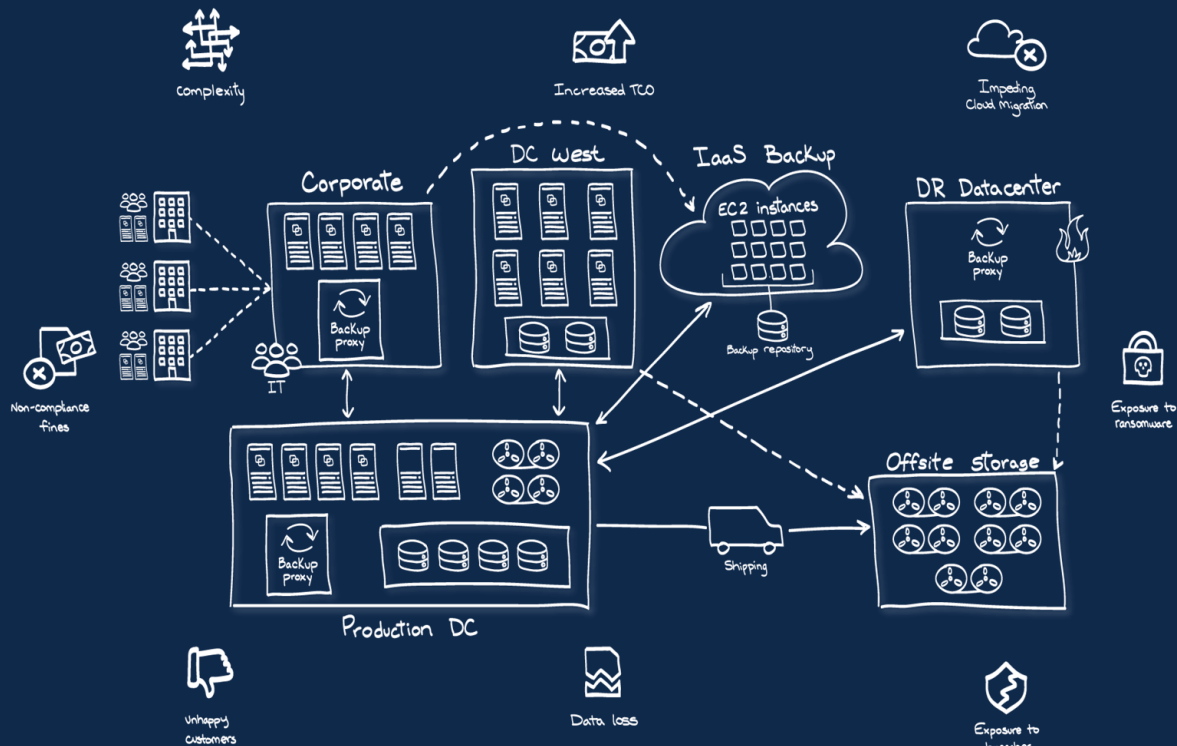 Complexity
Increased TCO
Impeding
Cloud Migration
Corporate
DC West
IaaS Backup
DR Datacenter
EC2 instances
Backup
proxy
Backup
proxy
Backup repository
IT
Non-compliance
fines
Exposure to
ransomware
Offsite Storage
Backup
proxy
Shipping
Production DC
Unhappy
customers
Data loss
Exposure to